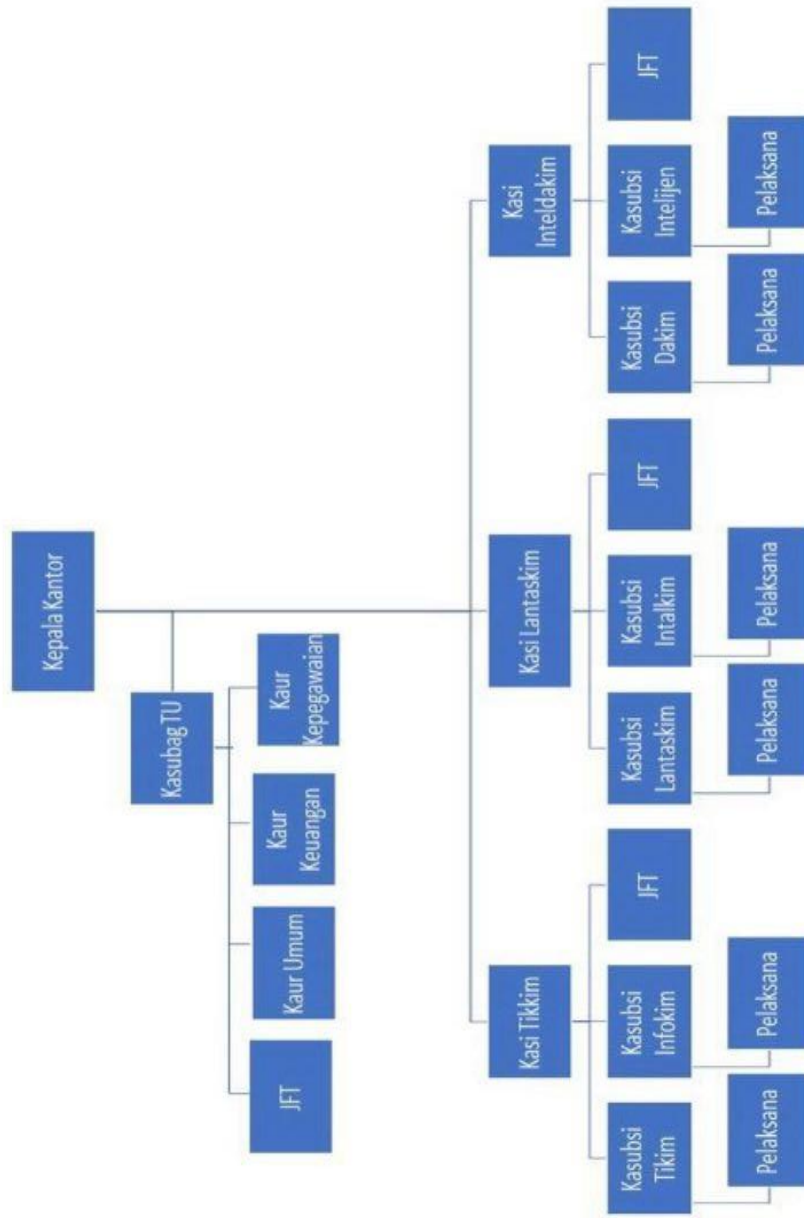 Kepala Kantor
Kasubag TU
JFT
Kaur Umum
Kaur
Keuangan
Kaur
Kepegawaian
Kasi Tikkim
Kasi Lantaskim
Kasi
Inteldakim
Kasubsi
Tikim
Kasubsi
Infokim
JFT
Kasubsi
Lantaskim
Kasubsi
Intalkim
JFT
Kasubsi
Dakim
Kasubsi
Intelijen
JFT
Pelaksana
Pelaksana
Pelaksana
Pelaksana
Pelaksana
Pelaksana